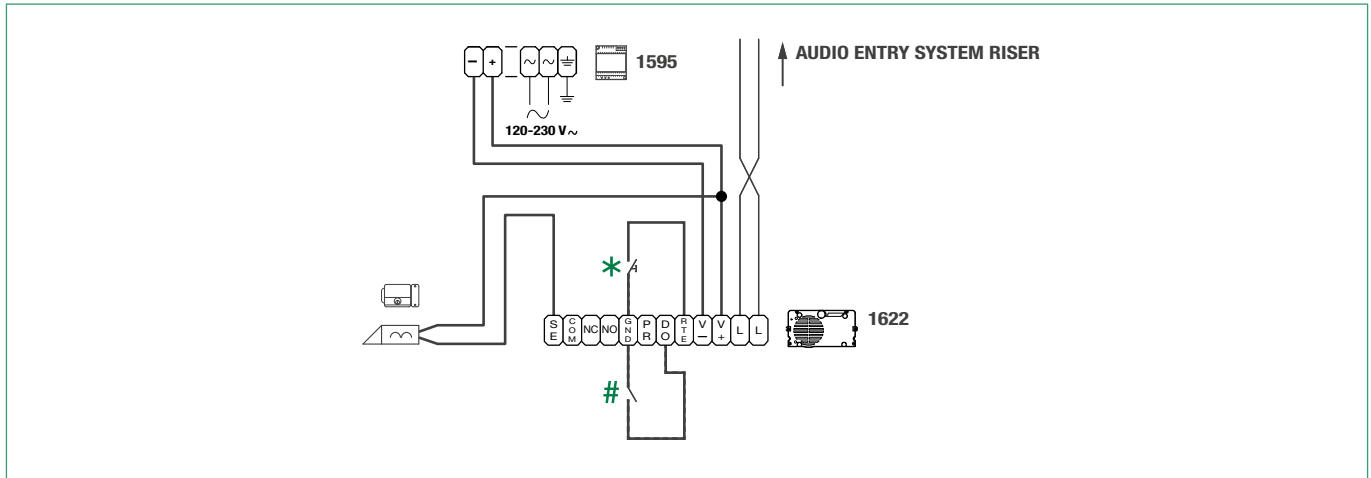 – + ~ ~ ⏚ 1595
AUDIO ENTRY SYSTEM RISER
120-230 V~
*
SE COM NC NO GND PR DO RTE V– V+ L L 1622
#